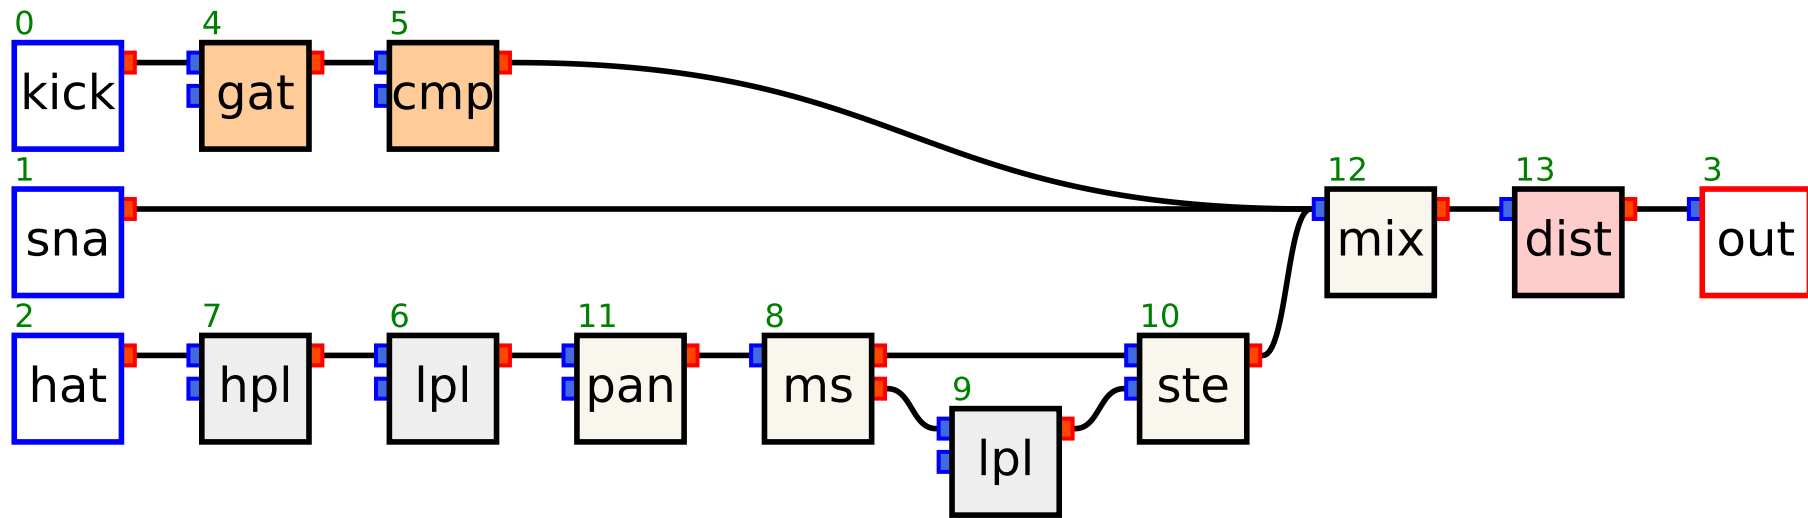 0 4 5
kick gat cmp
1 12 13 3
sna mix dist out
2 7 6 11 8 10
hat hpl lpl pan ms ste
9
lpl